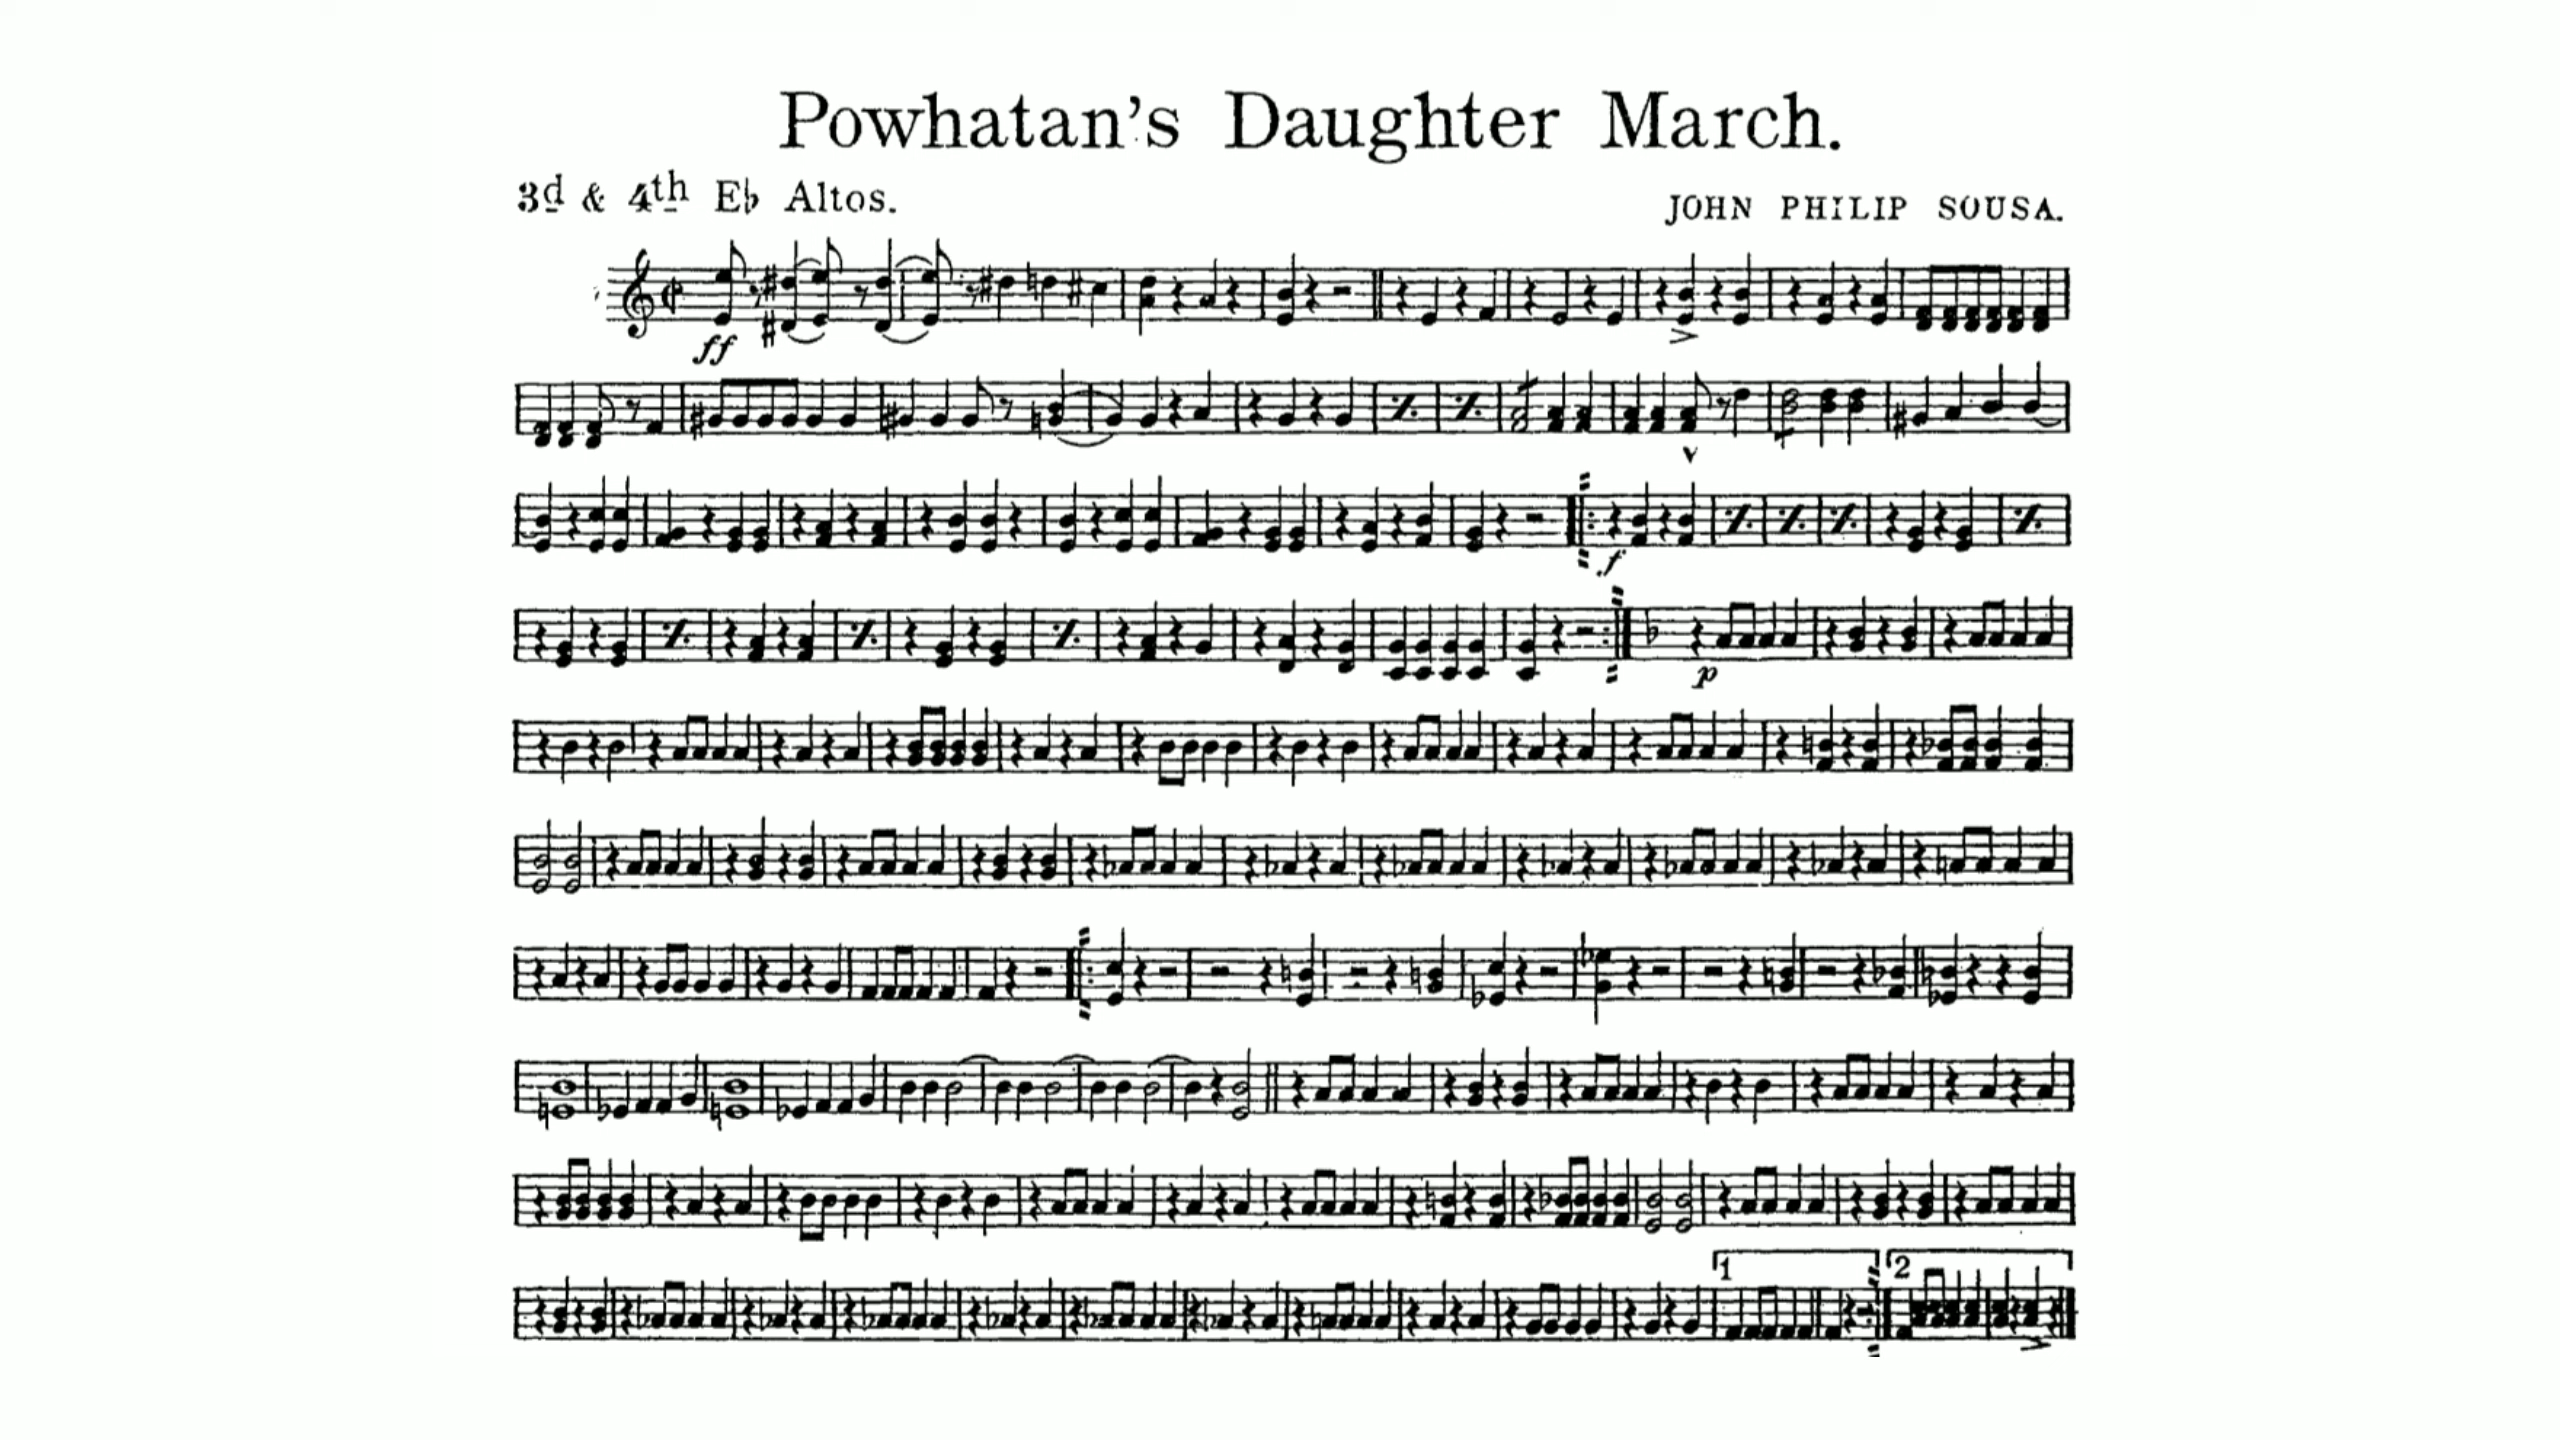 Powhatan's Daughter March.
3d & 4th E♭ Altos.
JOHN PHILIP SOUSA.
ff
f
p
1
2